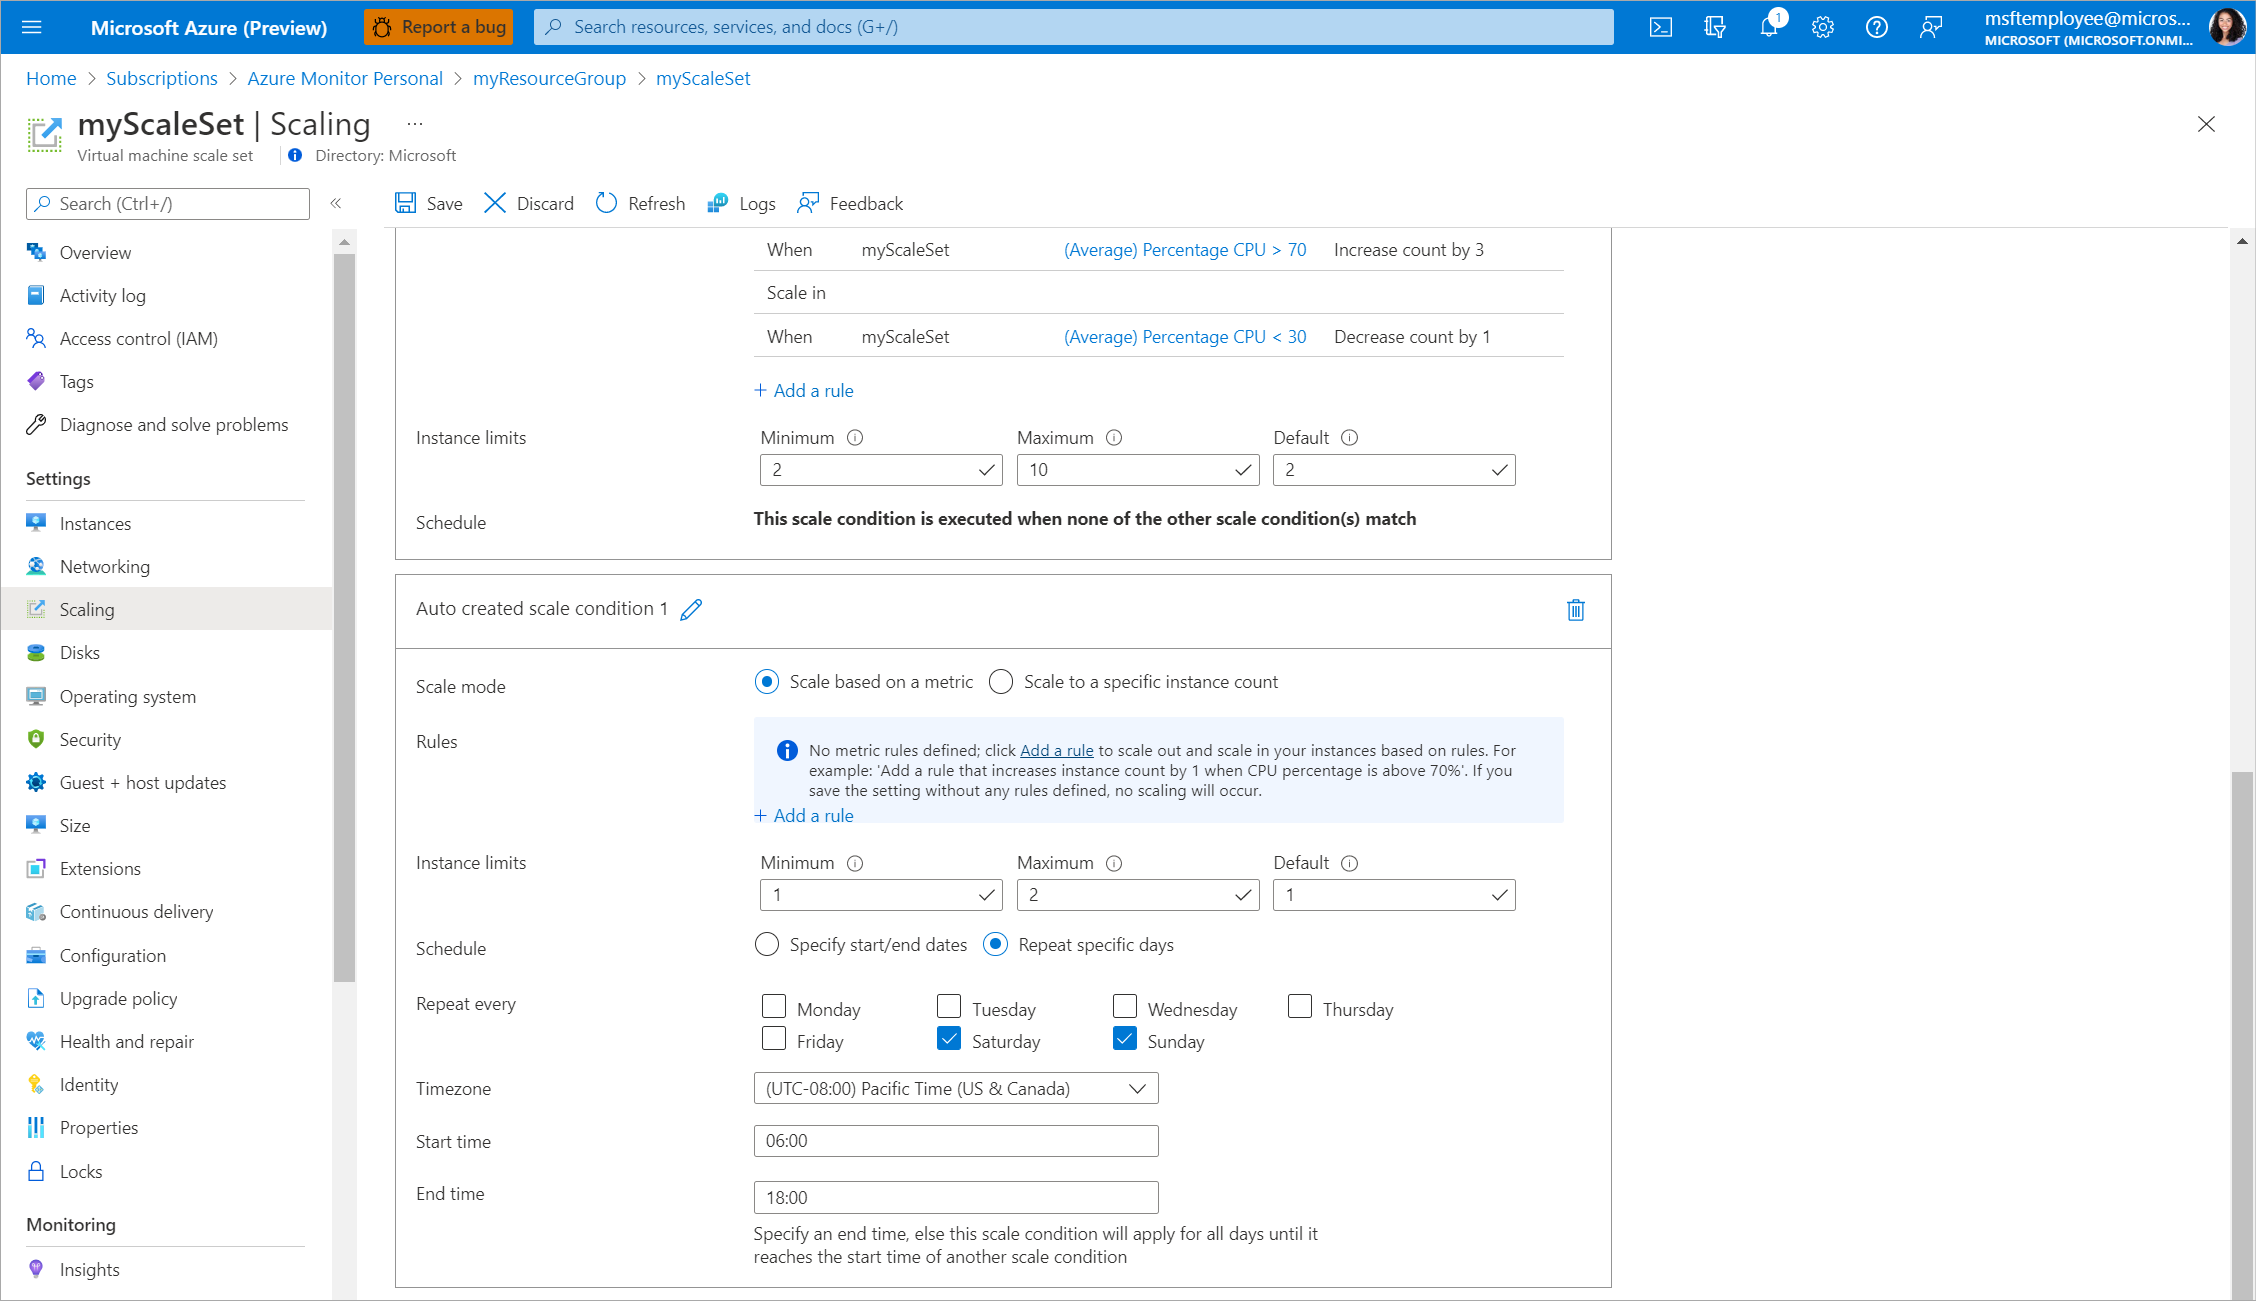 Microsoft Azure (Preview)
Report a bug
Search resources, services, and docs (G+/)
1
msftemployee@micros...
MICROSOFT (MICROSOFT.ONMI...
Home > Subscriptions > Azure Monitor Personal > myResourceGroup > myScaleSet
myScaleSet | Scaling ...
Virtual machine scale set
Directory: Microsoft
Search (Ctrl+/)
«
Overview
Activity log
Access control (IAM)
Tags
Diagnose and solve problems
Settings
Instances
Networking
Scaling
Disks
Operating system
Security
Guest + host updates
Size
Extensions
Continuous delivery
Configuration
Upgrade policy
Health and repair
Identity
Properties
Locks
Monitoring
Insights
Save
Discard
Refresh
Logs
Feedback
When myScaleSet (Average) Percentage CPU > 70 Increase count by 3
Scale in
When myScaleSet (Average) Percentage CPU < 30 Decrease count by 1
+ Add a rule
Instance limits
Minimum
Maximum
Default
2
10
2
Schedule
This scale condition is executed when none of the other scale condition(s) match
Auto created scale condition 1
Scale mode
Scale based on a metric
Scale to a specific instance count
Rules
No metric rules defined; click Add a rule to scale out and scale in your instances based on rules. For
example: 'Add a rule that increases instance count by 1 when CPU percentage is above 70%'. If you
save the setting without any rules defined, no scaling will occur.
+ Add a rule
Instance limits
Minimum
Maximum
Default
1
2
1
Schedule
Specify start/end dates
Repeat specific days
Repeat every
Monday
Tuesday
Wednesday
Thursday
Friday
Saturday
Sunday
Timezone
(UTC-08:00) Pacific Time (US & Canada)
Start time
06:00
End time
18:00
Specify an end time, else this scale condition will apply for all days until it
reaches the start time of another scale condition